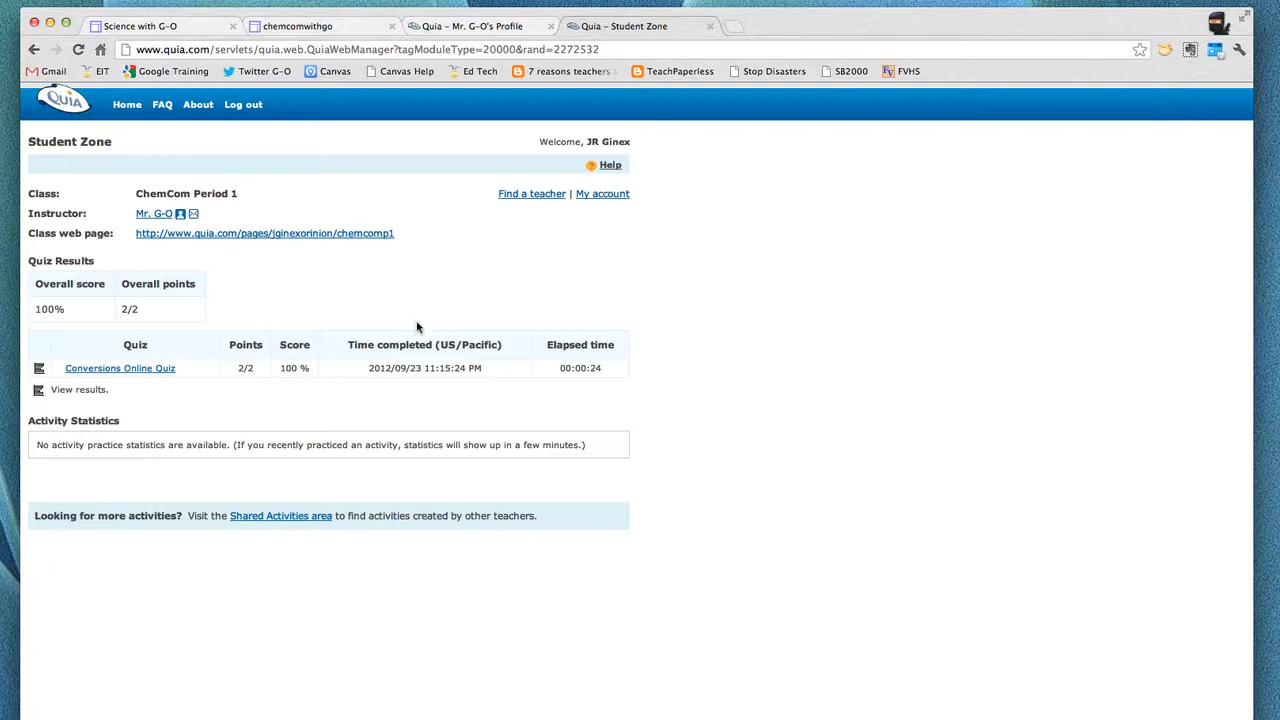 Science with G-O
chemcomwithgo
Quia - Mr. G-O's Profile
Quia - Student Zone
www.quia.com/servlets/quia.web.QuiaWebManager?tagModuleType=20000&rand=2272532
Gmail EIT Google Training Twitter G-O Canvas Canvas Help Ed Tech 7 reasons teachers TeachPaperless Stop Disasters SB2000 FVHS
QUIA Home FAQ About Log out
Student Zone Welcome, JR Ginex
Help
Class: ChemCom Period 1 Find a teacher | My account
Instructor: Mr. G-O
Class web page: http://www.quia.com/pages/jginexorinion/chemcomp1
Quiz Results
Overall score Overall points
100% 2/2
Quiz Points Score Time completed (US/Pacific) Elapsed time
Conversions Online Quiz 2/2 100 % 2012/09/23 11:15:24 PM 00:00:24
View results.
Activity Statistics
No activity practice statistics are available. (If you recently practiced an activity, statistics will show up in a few minutes.)
Looking for more activities? Visit the Shared Activities area to find activities created by other teachers.